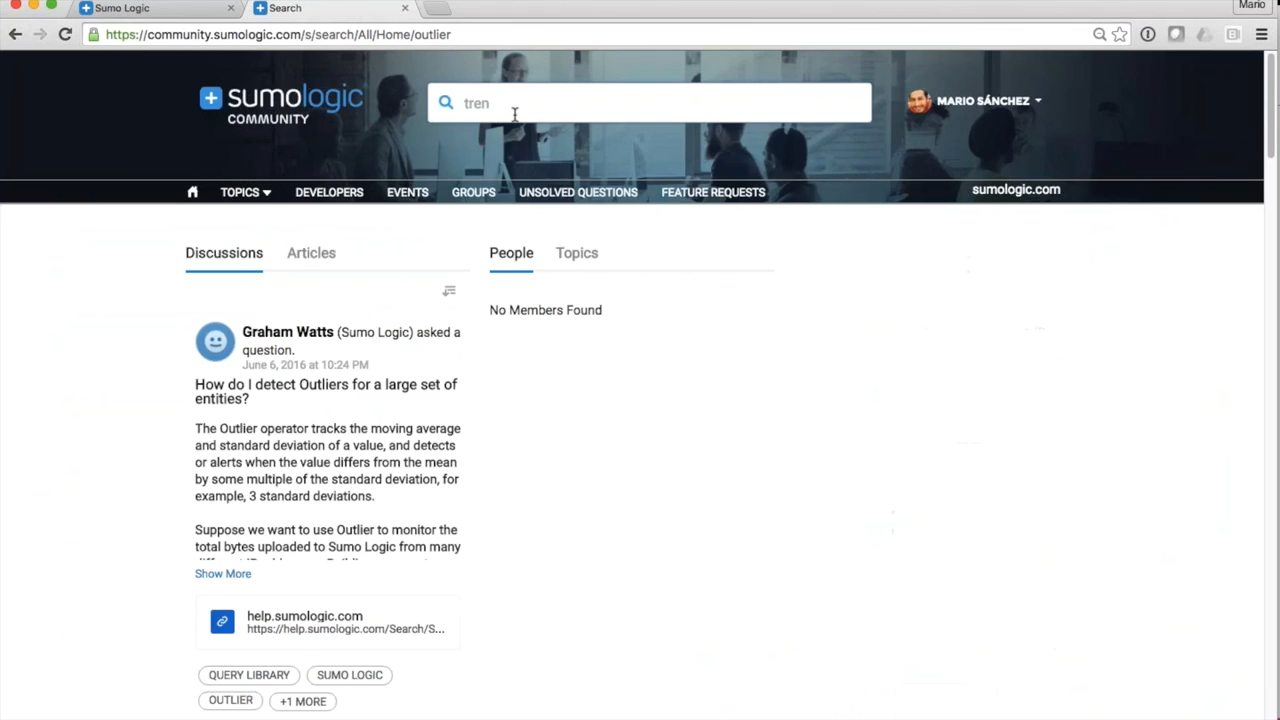 Sumo Logic
Search
Mario
https://community.sumologic.com/s/search/All/Home/outlier
sumologic
COMMUNITY
tren
MARIO SÁNCHEZ
TOPICS
DEVELOPERS
EVENTS
GROUPS
UNSOLVED QUESTIONS
FEATURE REQUESTS
sumologic.com
Discussions
Articles
People
Topics
No Members Found
Graham Watts (Sumo Logic) asked a
question.
June 6, 2016 at 10:24 PM
How do I detect Outliers for a large set of
entities?
The Outlier operator tracks the moving average
and standard deviation of a value, and detects
or alerts when the value differs from the mean
by some multiple of the standard deviation, for
example, 3 standard deviations.
Suppose we want to use Outlier to monitor the
total bytes uploaded to Sumo Logic from many
Show More
help.sumologic.com
https://help.sumologic.com/Search/S...
QUERY LIBRARY
SUMO LOGIC
OUTLIER
+1 MORE